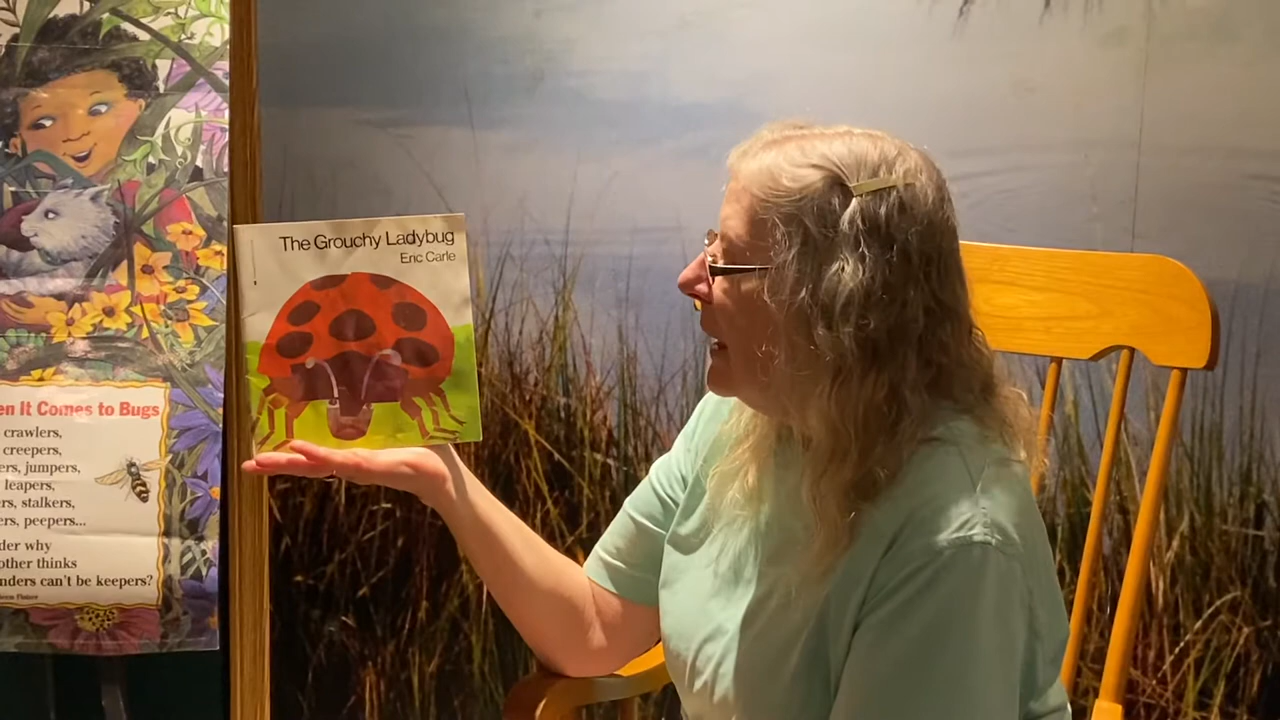 The Grouchy Ladybug
Eric Carle
en It Comes to Bugs
crawlers,
creepers,
ers, jumpers,
leapers,
rs, stalkers,
ers, peepers...
der why
other thinks
nders can't be keepers?